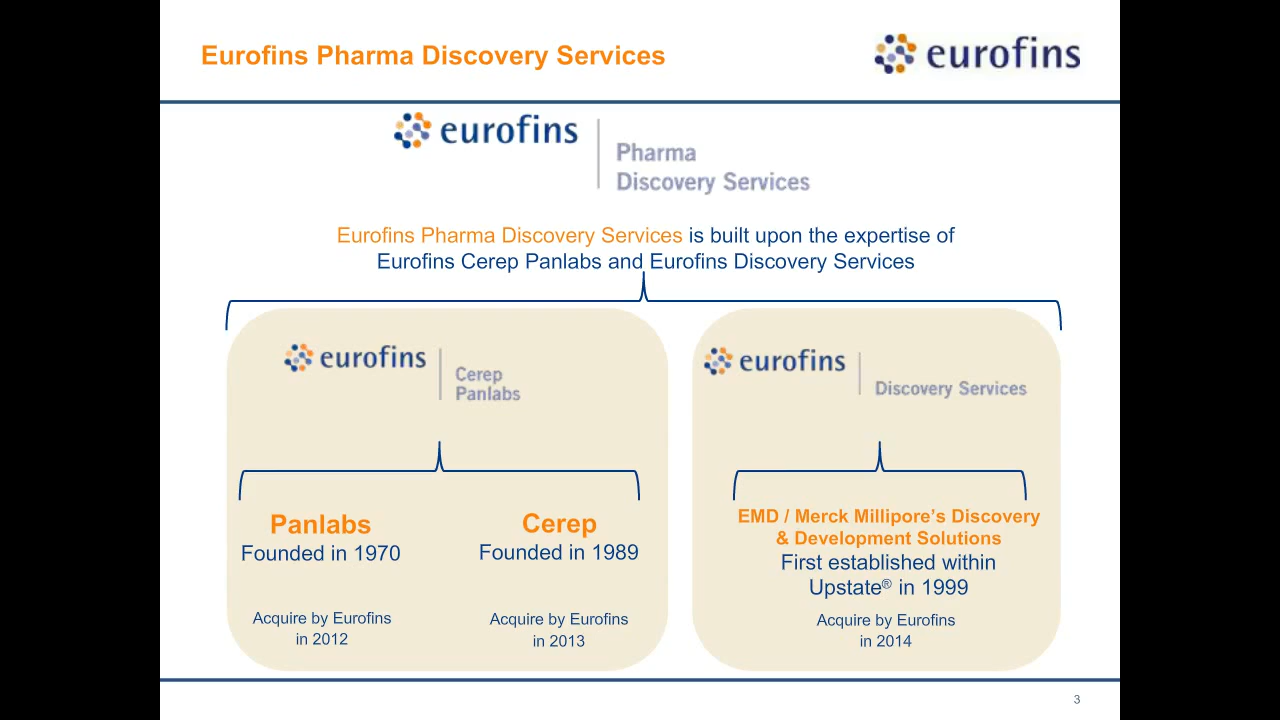 Eurofins Pharma Discovery Services
eurofins
eurofins
Pharma
Discovery Services
Eurofins Pharma Discovery Services is built upon the expertise of
Eurofins Cerep Panlabs and Eurofins Discovery Services
eurofins
Cerep
Panlabs
eurofins
Discovery Services
Panlabs
Founded in 1970
Acquire by Eurofins
in 2012
Cerep
Founded in 1989
Acquire by Eurofins
in 2013
EMD / Merck Millipore’s Discovery
& Development Solutions
First established within
Upstate® in 1999
Acquire by Eurofins
in 2014
3